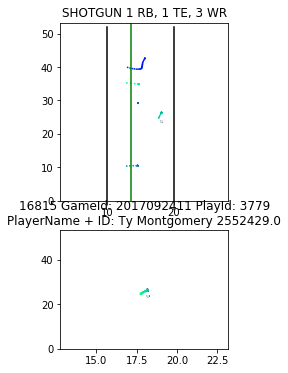 SHOTGUN 1 RB, 1 TE, 3 WR
50
40
30
20
10
0
10
20
16815 GameId: 2017092411 PlayId: 3779
PlayerName + ID: Ty Montgomery 2552429.0
40
20
0
15.0 17.5 20.0 22.5